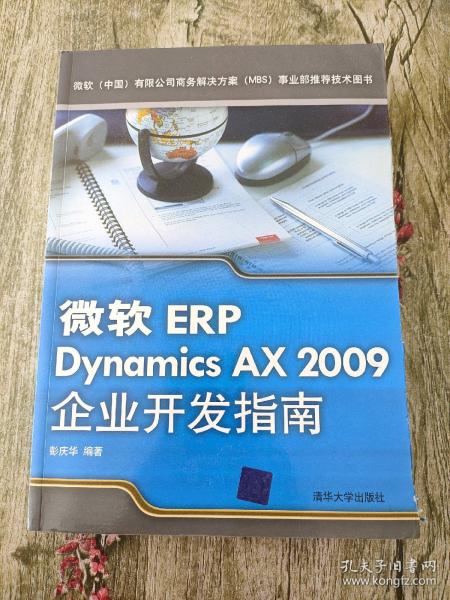 微软（中国）有限公司商务解决方案（MBS）事业部推荐技术图书
微软 ERP
Dynamics AX 2009
企业开发指南
彭庆华 编著
清华大学出版社
孔夫子旧书网
www.kongfz.com